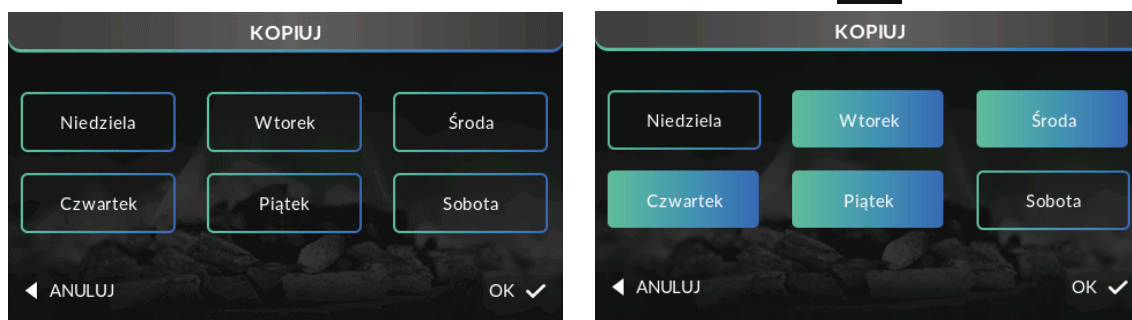 KOPIUJ
Niedziela Wtorek Środa
Czwartek Piątek Sobota
ANULUJ OK
KOPIUJ
Niedziela Wtorek Środa
Czwartek Piątek Sobota
ANULUJ OK